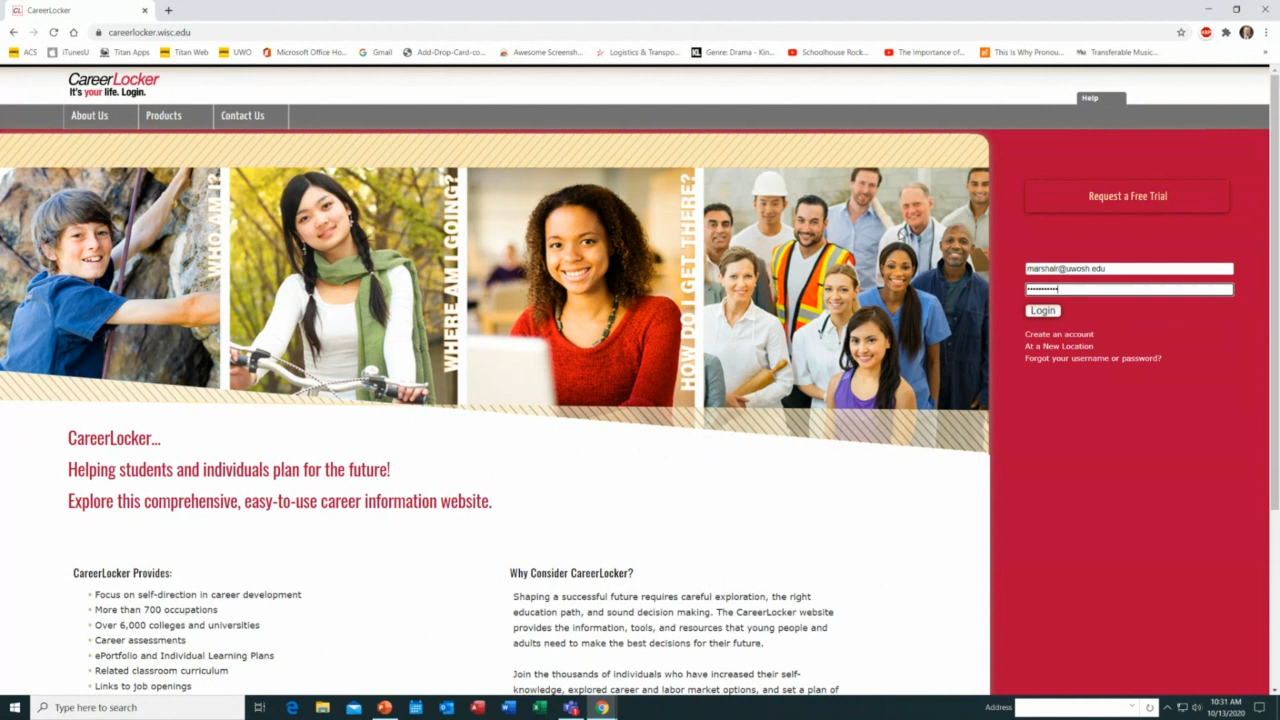 CareerLocker
careerlocker.wisc.edu
ACS
iTunesU
Titan Apps
Titan Web
UWO
Microsoft Office Ho...
Gmail
Add-Drop-Card-co...
Awesome Screensh...
Logistics & Transpo...
Genre: Drama - Kin...
Schoolhouse Rock...
The Importance of...
This Is Why Pronou...
Transferable Music...
CareerLocker
It's your life. Login.
Help
About Us
Products
Contact Us
WHO AM I?
WHERE AM I GOING?
HOW DO I GET THERE?
Request a Free Trial
marshalr@uwosh.edu
Login
Create an account
At a New Location
Forgot your username or password?
CareerLocker...
Helping students and individuals plan for the future!
Explore this comprehensive, easy-to-use career information website.
CareerLocker Provides:
Focus on self-direction in career development
More than 700 occupations
Over 6,000 colleges and universities
Career assessments
ePortfolio and Individual Learning Plans
Related classroom curriculum
Links to job openings
Why Consider CareerLocker?
Shaping a successful future requires careful exploration, the right
education path, and sound decision making. The CareerLocker website
provides the information, tools, and resources that young people and
adults need to make the best decisions for their future.
Join the thousands of individuals who have increased their self-
knowledge, explored career and labor market options, and set a plan of
Type here to search
Address
10:31 AM
10/13/2020